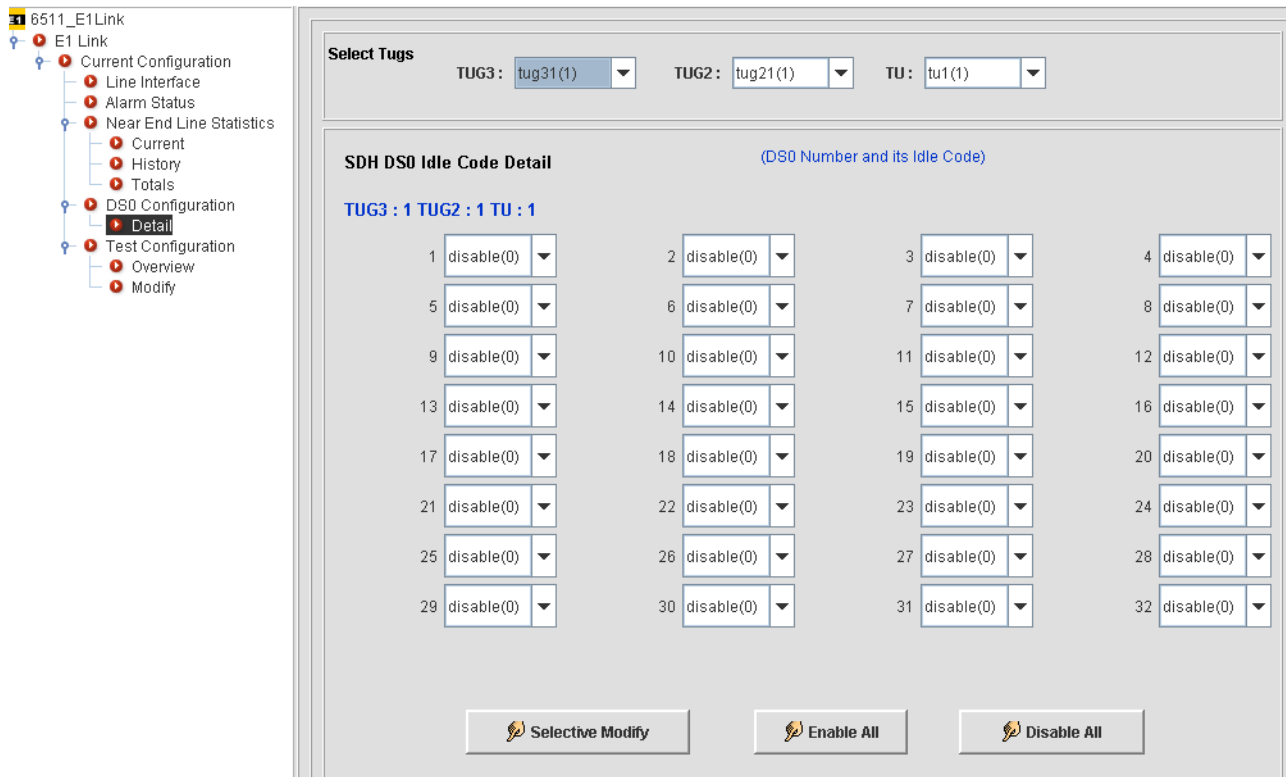 E1 6511_E1Link
E1 Link
Current Configuration
Line Interface
Alarm Status
Near End Line Statistics
Current
History
Totals
DS0 Configuration
Detail
Test Configuration
Overview
Modify
Select Tugs
TUG3 : tug31(1) TUG2 : tug21(1) TU : tu1(1)
SDH DS0 Idle Code Detail (DS0 Number and its Idle Code)
TUG3 : 1 TUG2 : 1 TU : 1
1 disable(0) 2 disable(0) 3 disable(0) 4 disable(0)
5 disable(0) 6 disable(0) 7 disable(0) 8 disable(0)
9 disable(0) 10 disable(0) 11 disable(0) 12 disable(0)
13 disable(0) 14 disable(0) 15 disable(0) 16 disable(0)
17 disable(0) 18 disable(0) 19 disable(0) 20 disable(0)
21 disable(0) 22 disable(0) 23 disable(0) 24 disable(0)
25 disable(0) 26 disable(0) 27 disable(0) 28 disable(0)
29 disable(0) 30 disable(0) 31 disable(0) 32 disable(0)
Selective Modify Enable All Disable All